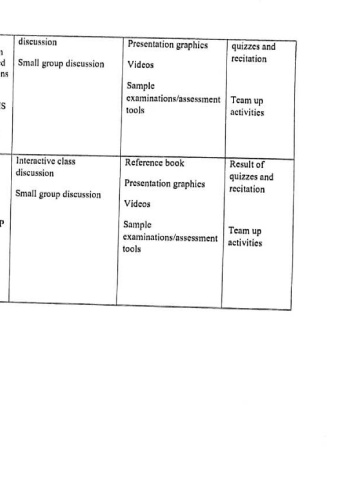 discussion
Small group discussion
Presentation graphics
Videos
Sample
examinations/assessment
tools
quizzes and
recitation
Team up
activities
Interactive class
discussion
Small group discussion
Reference book
Presentation graphics
Videos
Sample
examinations/assessment
tools
Result of
quizzes and
recitation
Team up
activities